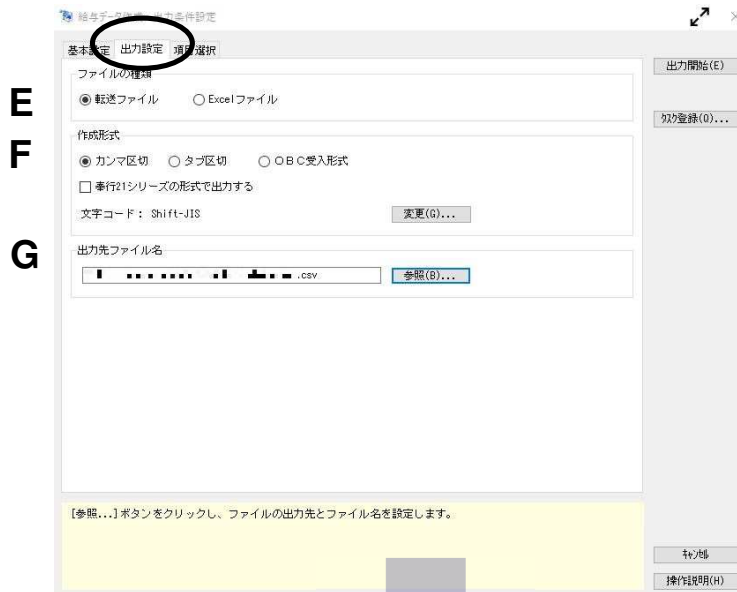 給与データ作成 - 出力条件設定
基本設定 出力設定 項目選択
出力開始(E)
ファイルの種類
E
転送ファイル Excelファイル
ﾀｽｸ登録(O)...
作成形式
F
カンマ区切 タブ区切 OBC受入形式
奉行21シリーズの形式で出力する
文字コード: Shift-JIS 変更(G)...
G
出力先ファイル名
.csv 参照(B)...
[参照...]ボタンをクリックし、ファイルの出力先とファイル名を設定します。
ｷｬﾝｾﾙ
操作説明(H)